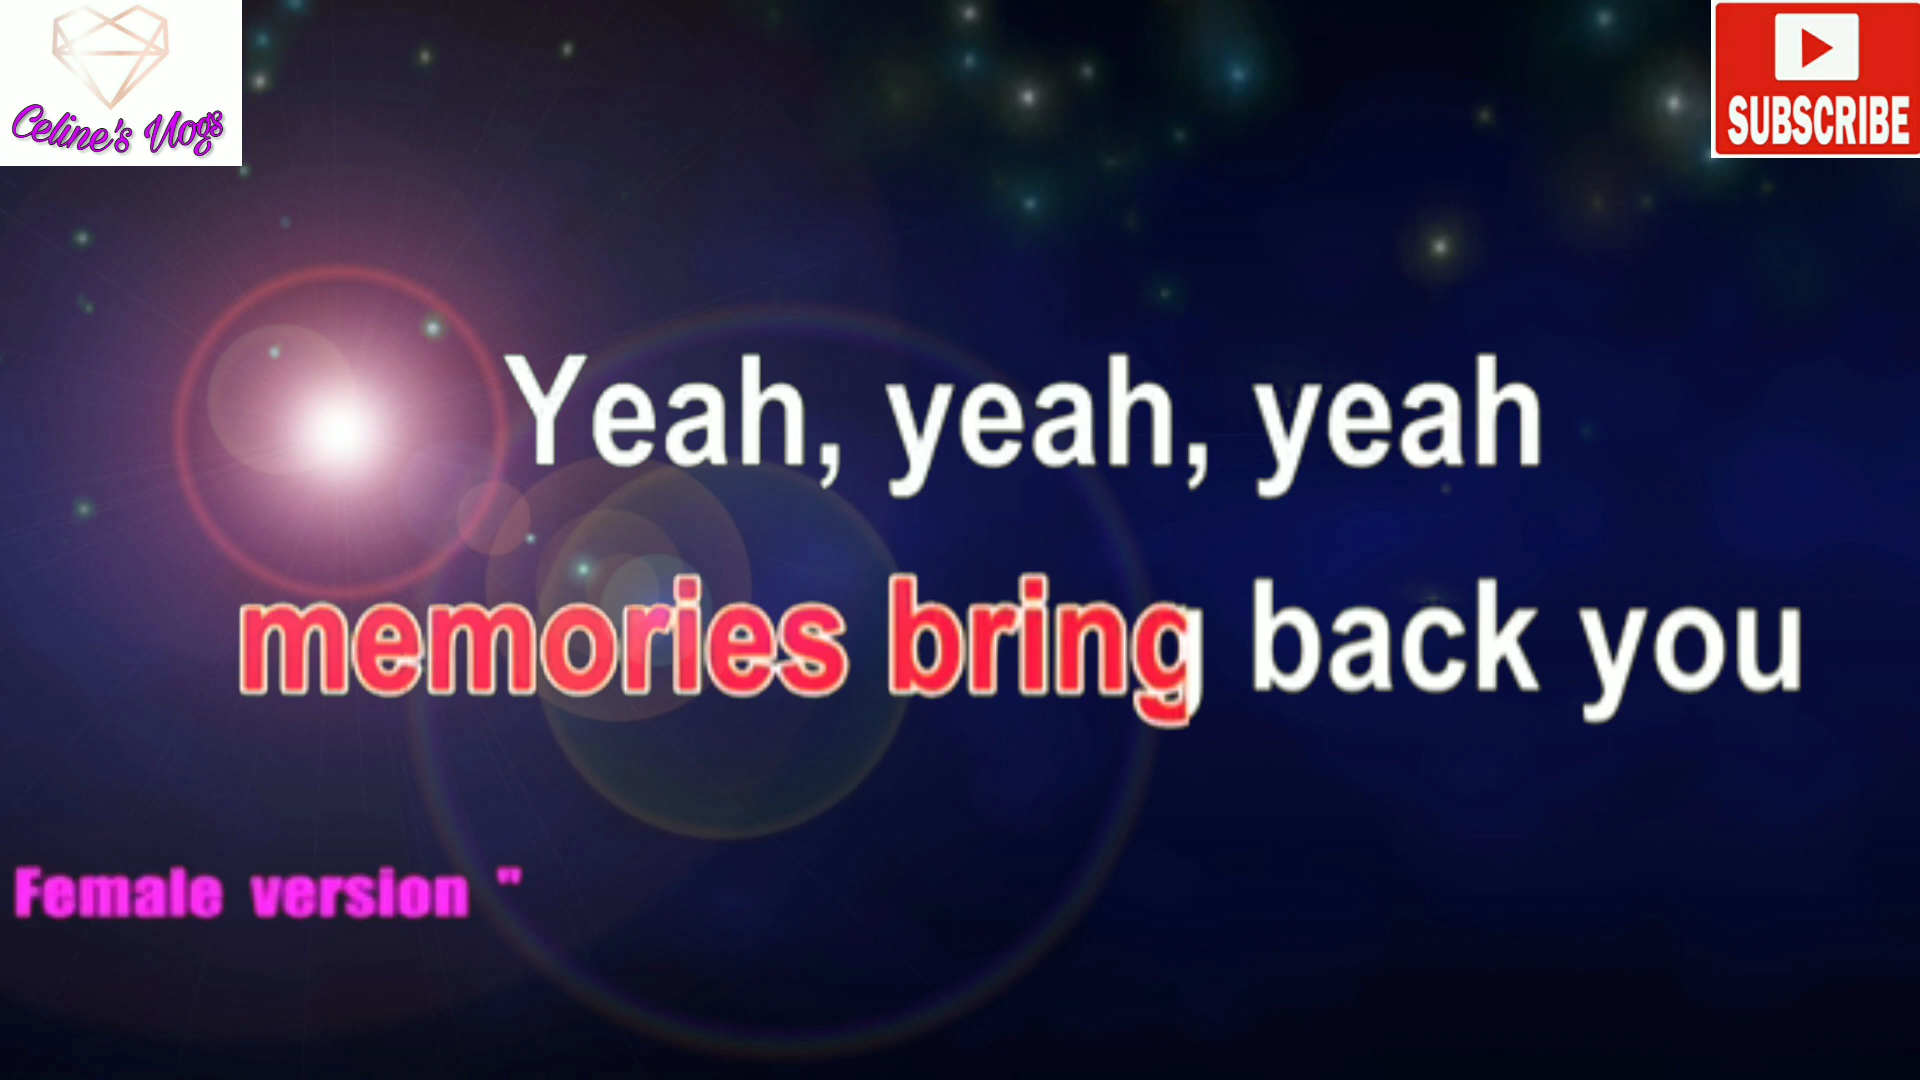 Celine's Vlogs
SUBSCRIBE
Yeah, yeah, yeah
memories bring back you
Female version "